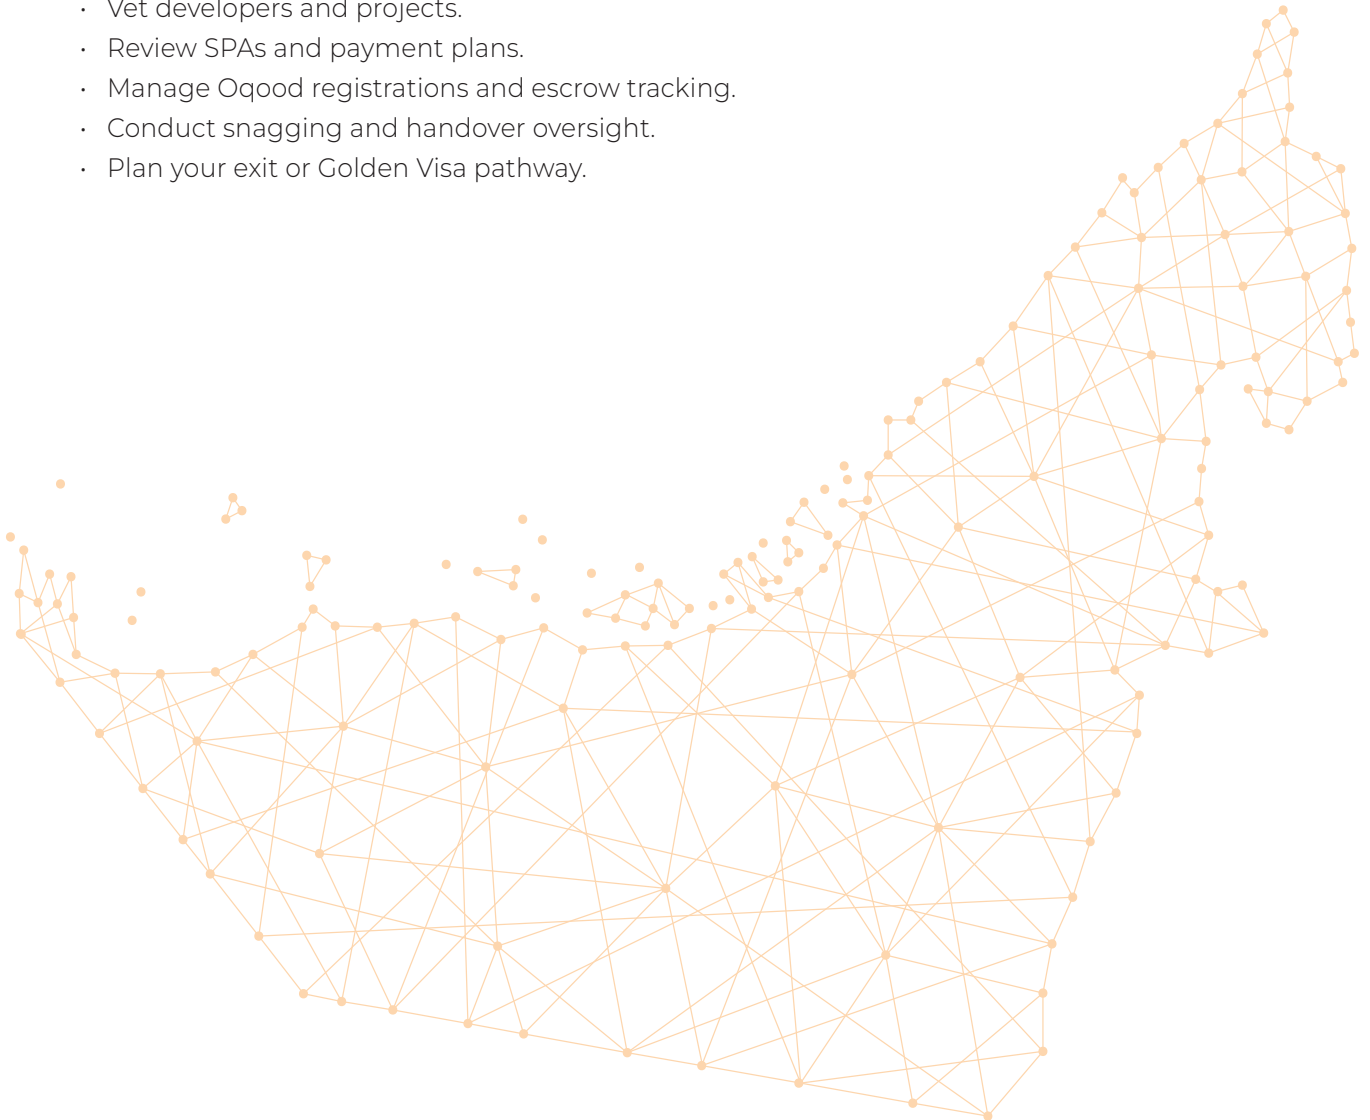 · Vet developers and projects.
· Review SPAs and payment plans.
· Manage Oqood registrations and escrow tracking.
· Conduct snagging and handover oversight.
· Plan your exit or Golden Visa pathway.